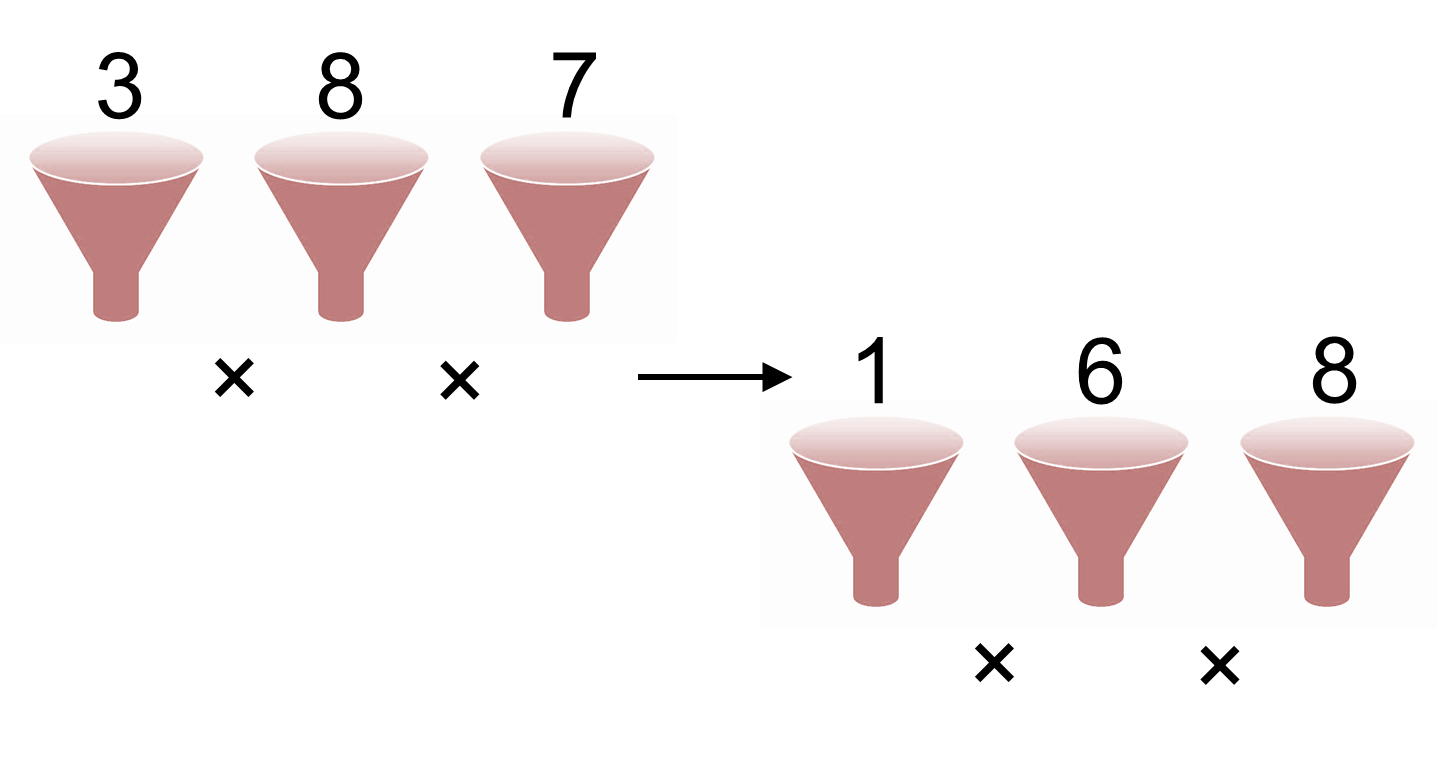 3 8 7
× × → 1 6 8
× ×